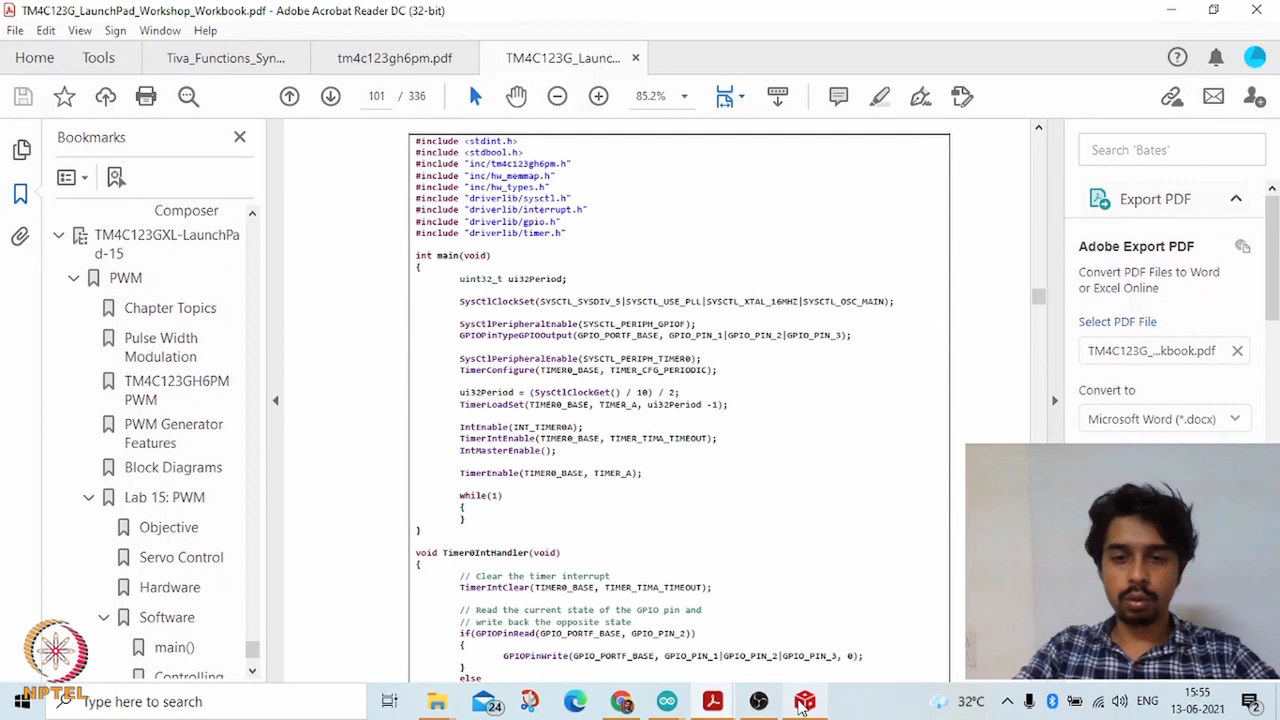 TM4C123G_LaunchPad_Workshop_Workbook.pdf - Adobe Acrobat Reader DC (32-bit)
File Edit View Sign Window Help
Home Tools Tiva_Functions_Syn... tm4c123gh6pm.pdf TM4C123G_Launc...
101 / 336 85.2%
Bookmarks
Composer
TM4C123GXL-LaunchPa
d-15
PWM
Chapter Topics
Pulse Width
Modulation
TM4C123GH6PM
PWM
PWM Generator
Features
Block Diagrams
Lab 15: PWM
Objective
Servo Control
Hardware
Software
main()
Controlling
#include <stdint.h>
#include <stdbool.h>
#include "inc/tm4c123gh6pm.h"
#include "inc/hw_memmap.h"
#include "inc/hw_types.h"
#include "driverlib/sysctl.h"
#include "driverlib/interrupt.h"
#include "driverlib/gpio.h"
#include "driverlib/timer.h"
int main(void)
{
uint32_t ui32Period;
SysCtlClockSet(SYSCTL_SYSDIV_5|SYSCTL_USE_PLL|SYSCTL_XTAL_16MHZ|SYSCTL_OSC_MAIN);
SysCtlPeripheralEnable(SYSCTL_PERIPH_GPIOF);
GPIOPinTypeGPIOOutput(GPIO_PORTF_BASE, GPIO_PIN_1|GPIO_PIN_2|GPIO_PIN_3);
SysCtlPeripheralEnable(SYSCTL_PERIPH_TIMER0);
TimerConfigure(TIMER0_BASE, TIMER_CFG_PERIODIC);
ui32Period = (SysCtlClockGet() / 10) / 2;
TimerLoadSet(TIMER0_BASE, TIMER_A, ui32Period -1);
IntEnable(INT_TIMER0A);
TimerIntEnable(TIMER0_BASE, TIMER_TIMA_TIMEOUT);
IntMasterEnable();
TimerEnable(TIMER0_BASE, TIMER_A);
while(1)
{
}
}
void Timer0IntHandler(void)
{
// Clear the timer interrupt
TimerIntClear(TIMER0_BASE, TIMER_TIMA_TIMEOUT);
// Read the current state of the GPIO pin and
// write back the opposite state
if(GPIOPinRead(GPIO_PORTF_BASE, GPIO_PIN_2))
{
GPIOPinWrite(GPIO_PORTF_BASE, GPIO_PIN_1|GPIO_PIN_2|GPIO_PIN_3, 0);
}
else
Search 'Bates'
Export PDF
Adobe Export PDF
Convert PDF Files to Word
or Excel Online
Select PDF File
TM4C123G_...kbook.pdf
Convert to
Microsoft Word (*.docx)
NPTEL
Type here to search
24
32°C
ENG
15:55
13-06-2021
2